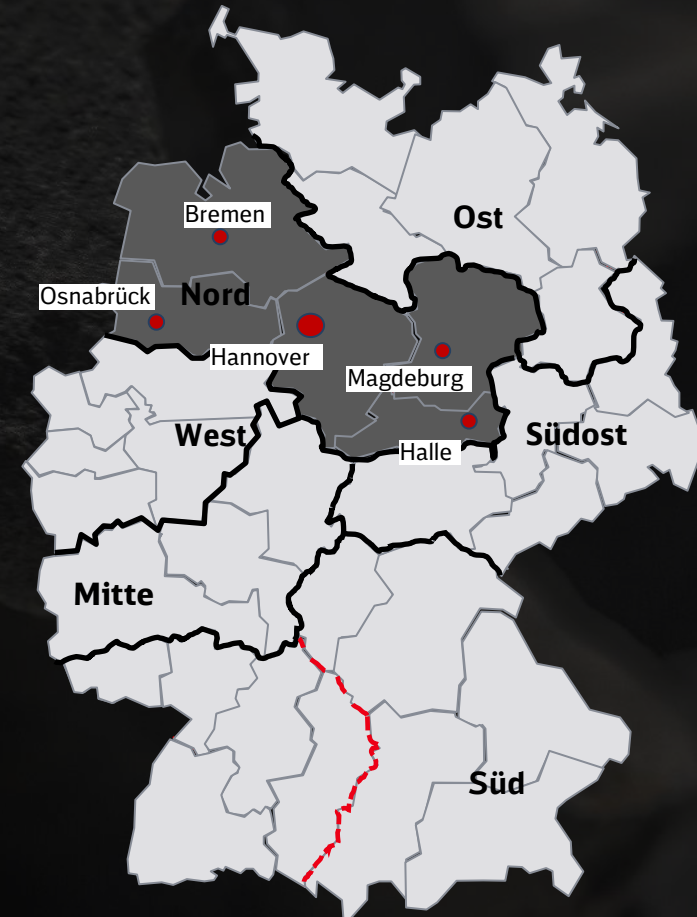 Bremen
Ost
Osnabrück
Nord
Hannover
Magdeburg
West
Südost
Halle
Mitte
Süd